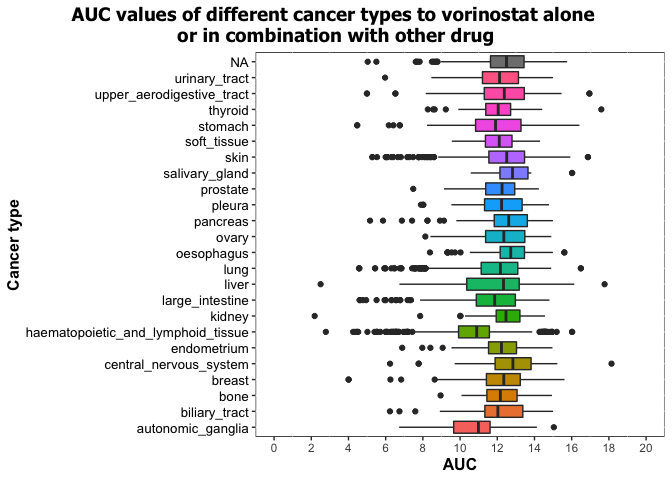 AUC values of different cancer types to vorinostat alone
or in combination with other drug
Cancer type
NA
urinary_tract
upper_aerodigestive_tract
thyroid
stomach
soft_tissue
skin
salivary_gland
prostate
pleura
pancreas
ovary
oesophagus
lung
liver
large_intestine
kidney
haematopoietic_and_lymphoid_tissue
endometrium
central_nervous_system
breast
bone
biliary_tract
autonomic_ganglia
0 2 4 6 8 10 12 14 16 18 20
AUC